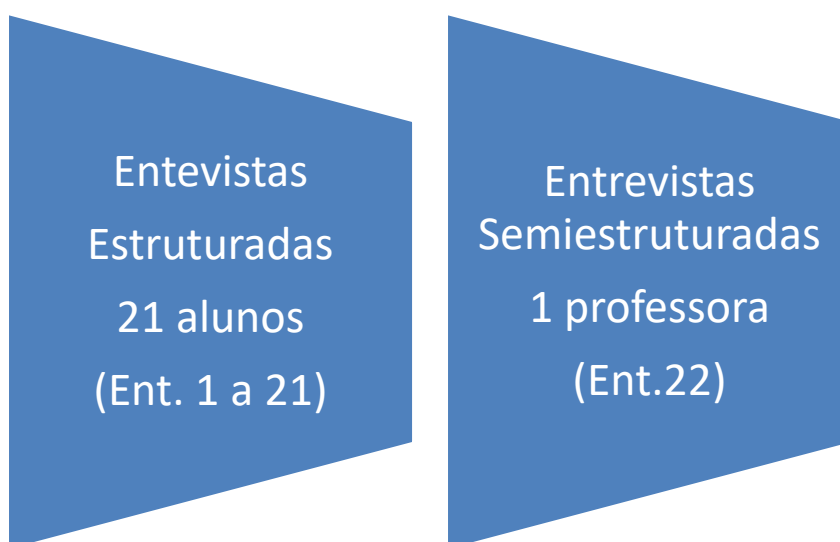 Entevistas
Estruturadas
21 alunos
(Ent. 1 a 21)
Entrevistas
Semiestruturadas
1 professora
(Ent.22)